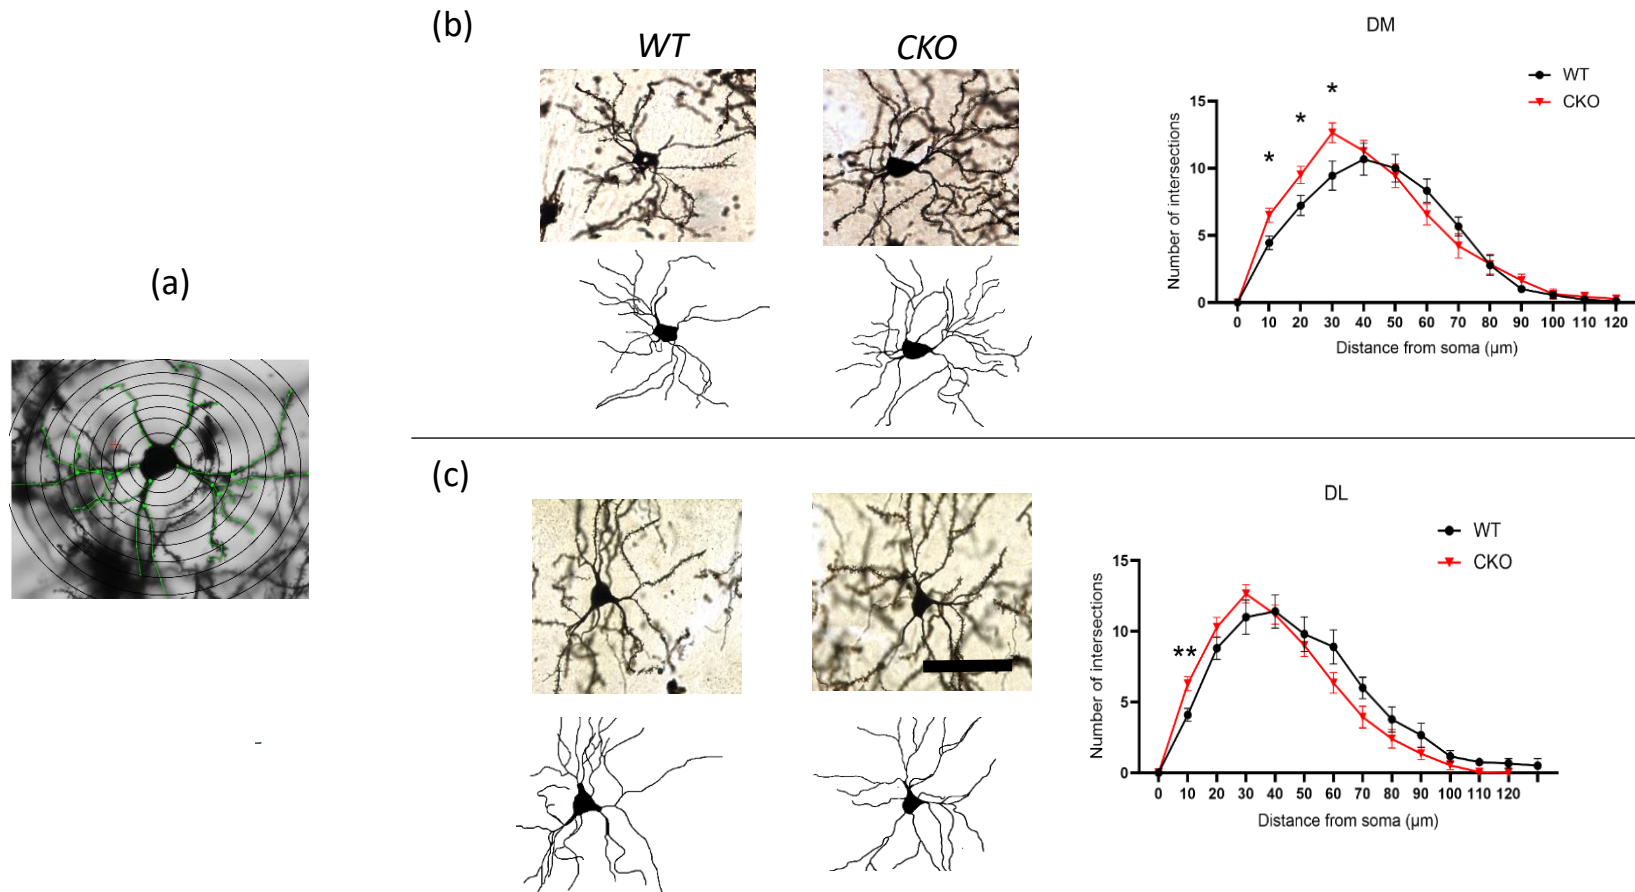 (a)
(b)
WT
CKO
DM
WT
CKO
*
*
*
Number of intersections
15
10
5
0
0 10 20 30 40 50 60 70 80 90 100 110 120
Distance from soma (μm)
(c)
DL
WT
CKO
**
Number of intersections
15
10
5
0
0 10 20 30 40 50 60 70 80 90 100 110 120
Distance from soma (μm)